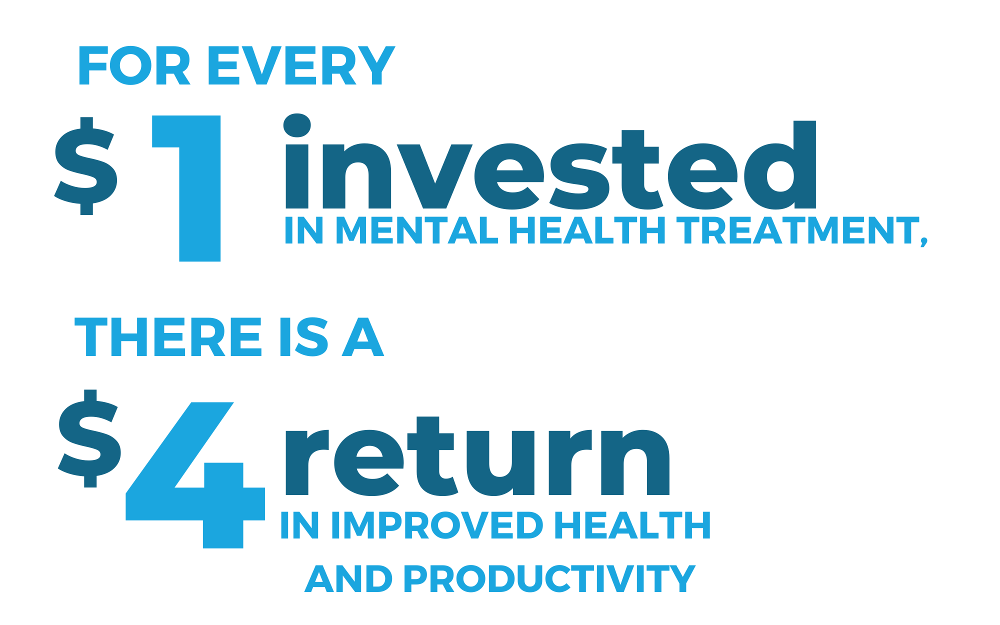 FOR EVERY
$1 invested
IN MENTAL HEALTH TREATMENT,
THERE IS A
$4 return
IN IMPROVED HEALTH
AND PRODUCTIVITY